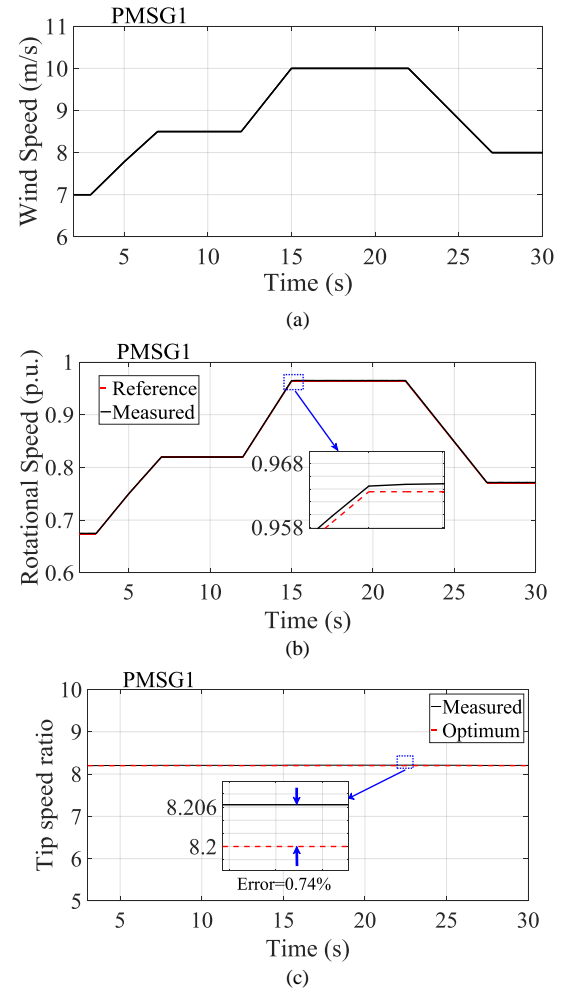 PMSG1
11
10
9
8
7
6
Wind Speed (m/s)
5 10 15 20 25 30
Time (s)
(a)
PMSG1
1
0.9
0.8
0.7
0.6
Rotational Speed (p.u.)
Reference
Measured
0.968
0.958
5 10 15 20 25 30
Time (s)
(b)
PMSG1
10
9
8
7
6
5
Tip speed ratio
Measured
Optimum
8.206
8.2
Error=0.74%
5 10 15 20 25 30
Time (s)
(c)